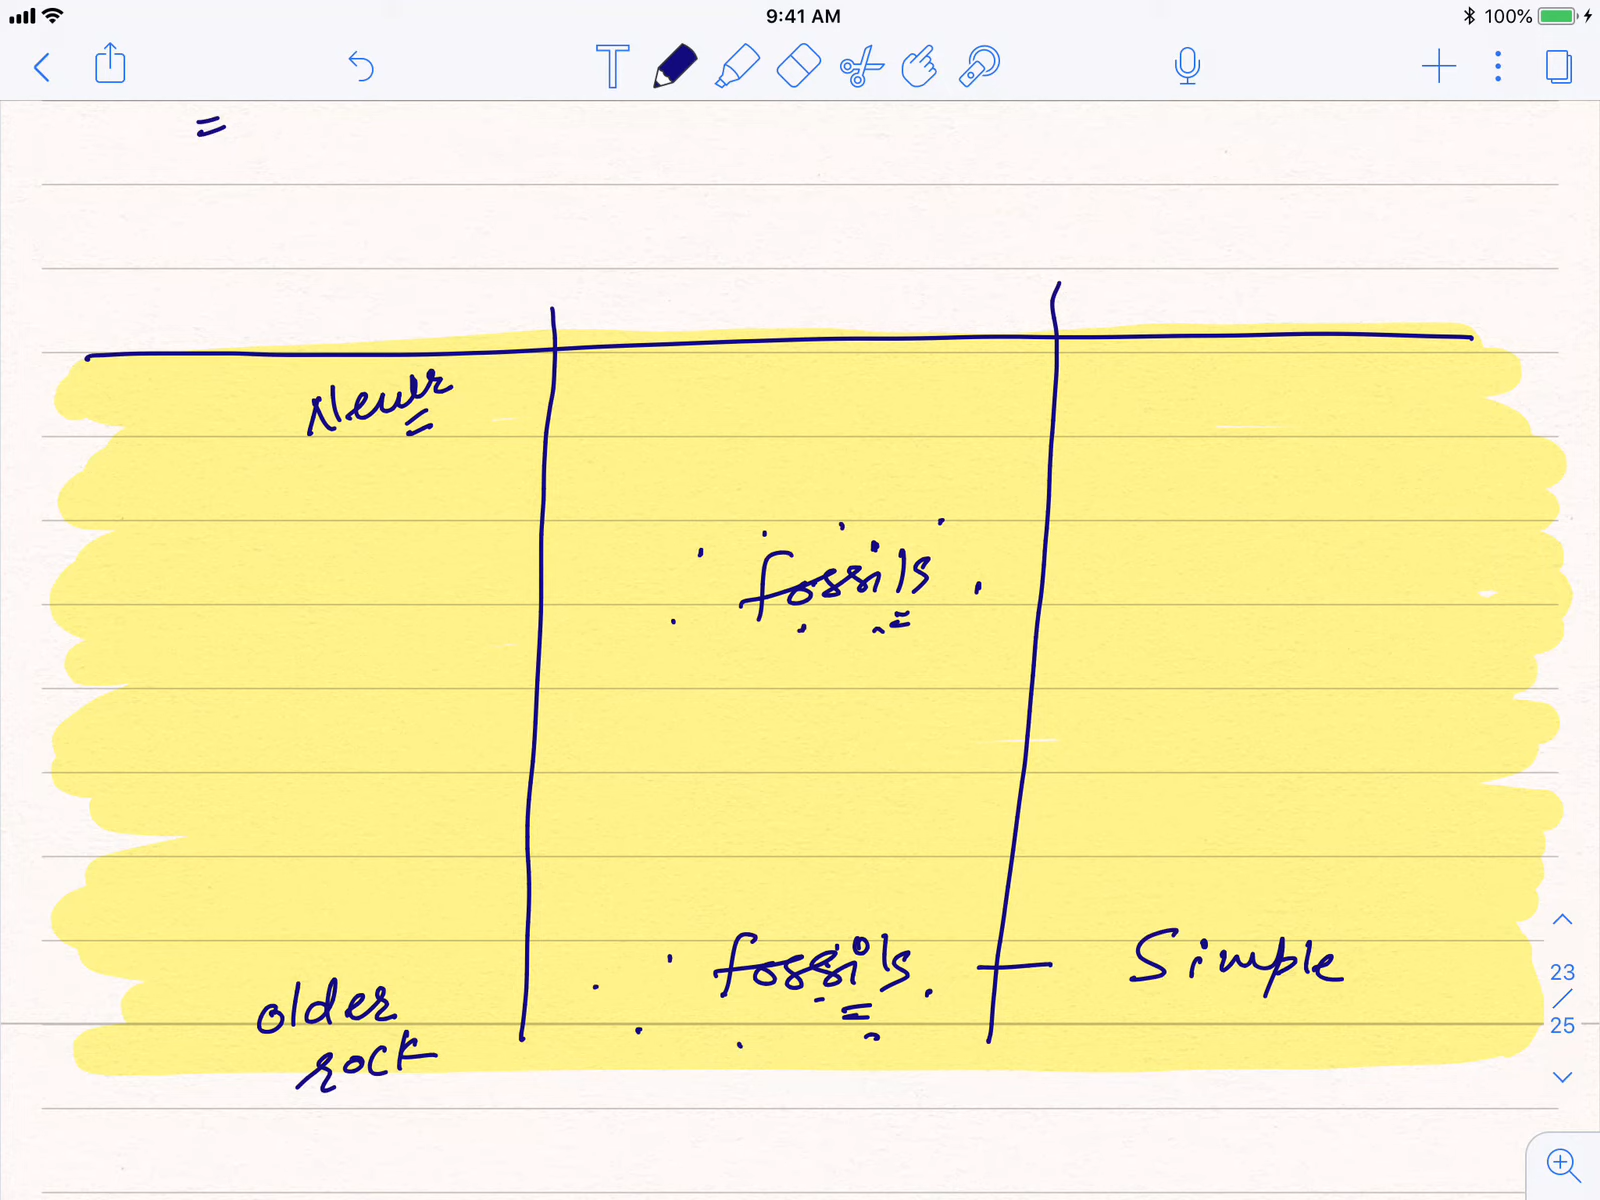 9:41 AM
100%
T
=
Newer
fossils
fossils — Simple
older
rock
23
/
25